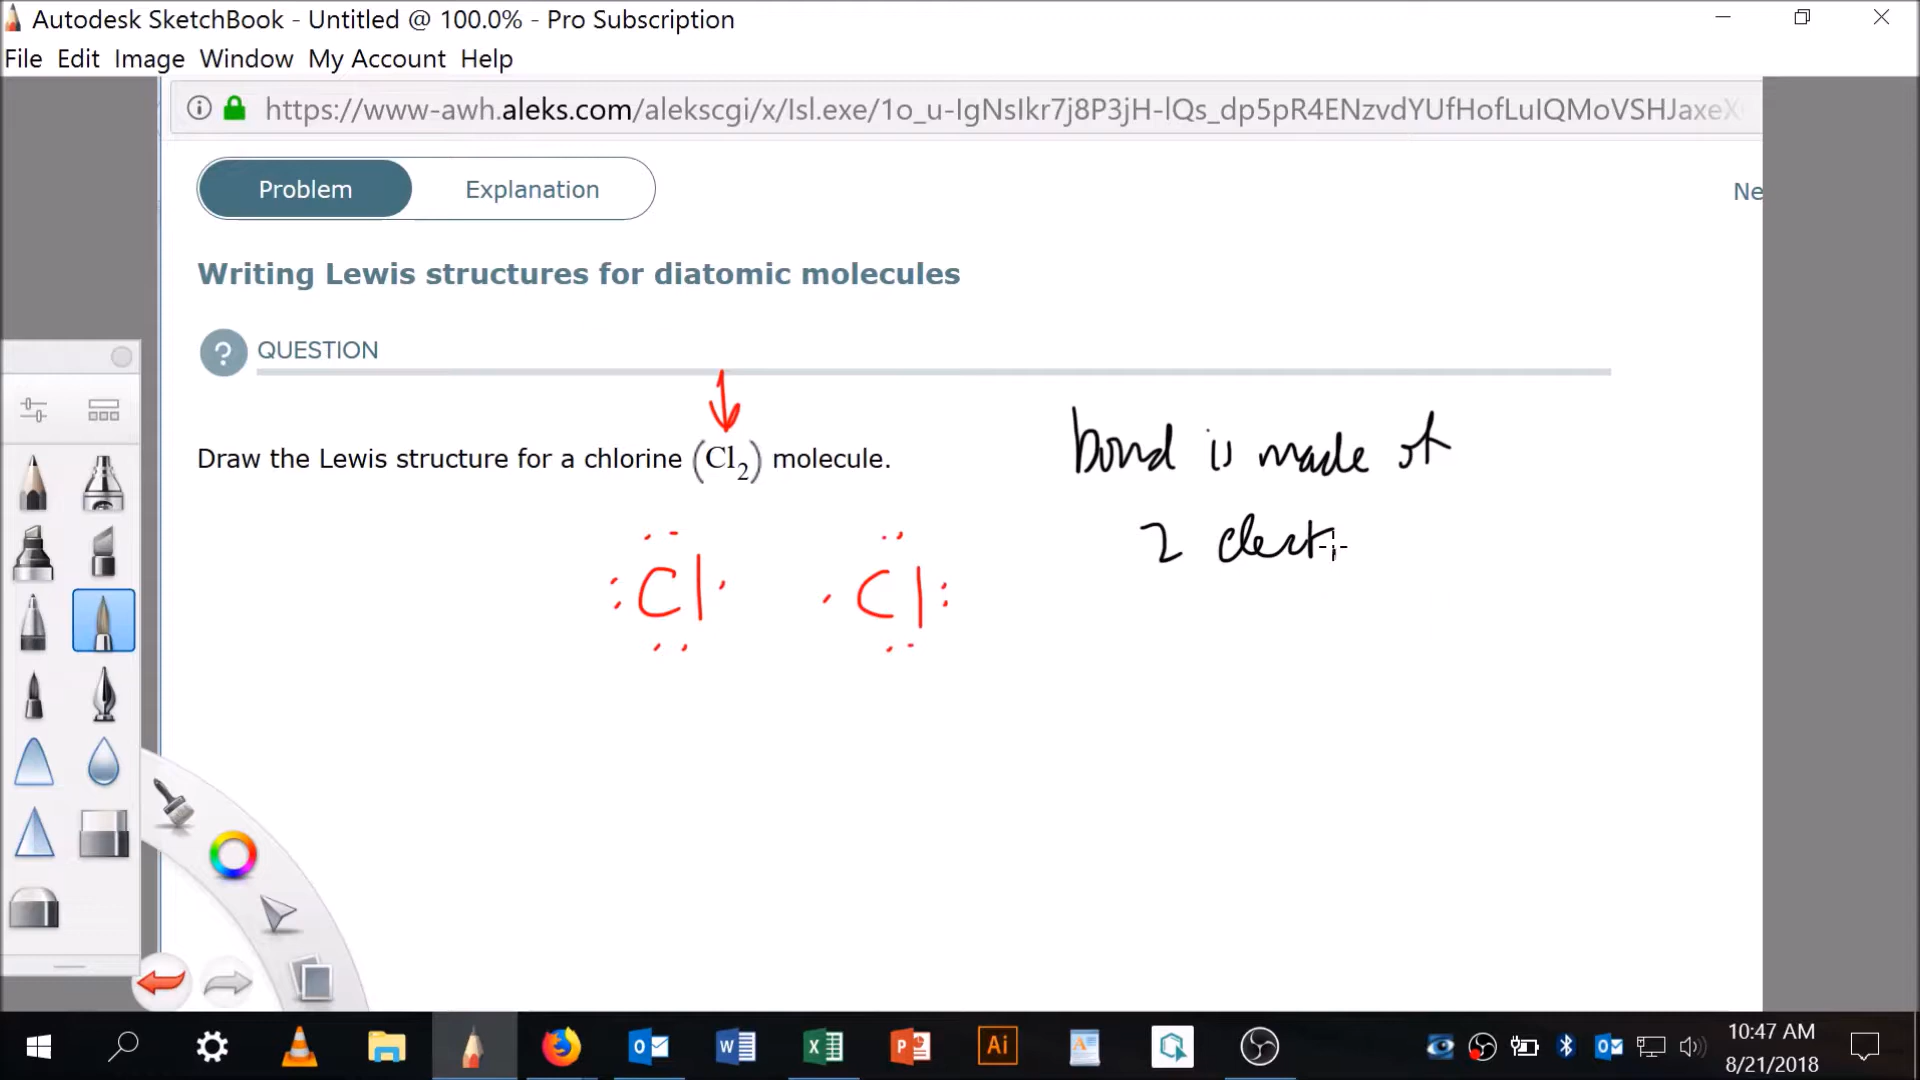 Autodesk SketchBook - Untitled @ 100.0% - Pro Subscription
File Edit Image Window My Account Help
https://www-awh.aleks.com/alekscgi/x/Isl.exe/1o_u-IgNsIkr7j8P3jH-lQs_dp5pR4ENzvdYUfHofLuIQMoVSHJaxeX
Problem Explanation Ne
Writing Lewis structures for diatomic molecules
? QUESTION
Draw the Lewis structure for a chlorine (Cl2) molecule.
bond is made of
2 elect
Cl Cl
10:47 AM
8/21/2018